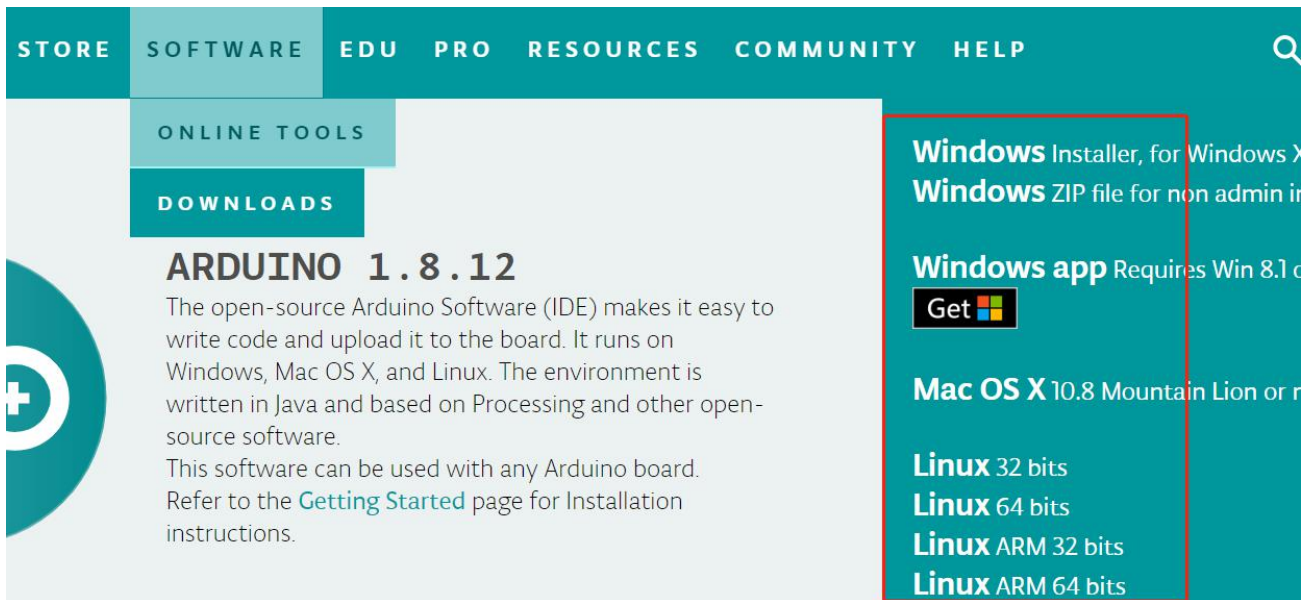 STORE SOFTWARE EDU PRO RESOURCES COMMUNITY HELP
ONLINE TOOLS
DOWNLOADS
ARDUINO 1.8.12
The open-source Arduino Software (IDE) makes it easy to
write code and upload it to the board. It runs on
Windows, Mac OS X, and Linux. The environment is
written in Java and based on Processing and other open-
source software.
This software can be used with any Arduino board.
Refer to the Getting Started page for Installation
instructions.
Windows Installer, for Windows X
Windows ZIP file for non admin in
Windows app Requires Win 8.1 o
Get
Mac OS X 10.8 Mountain Lion or
Linux 32 bits
Linux 64 bits
Linux ARM 32 bits
Linux ARM 64 bits